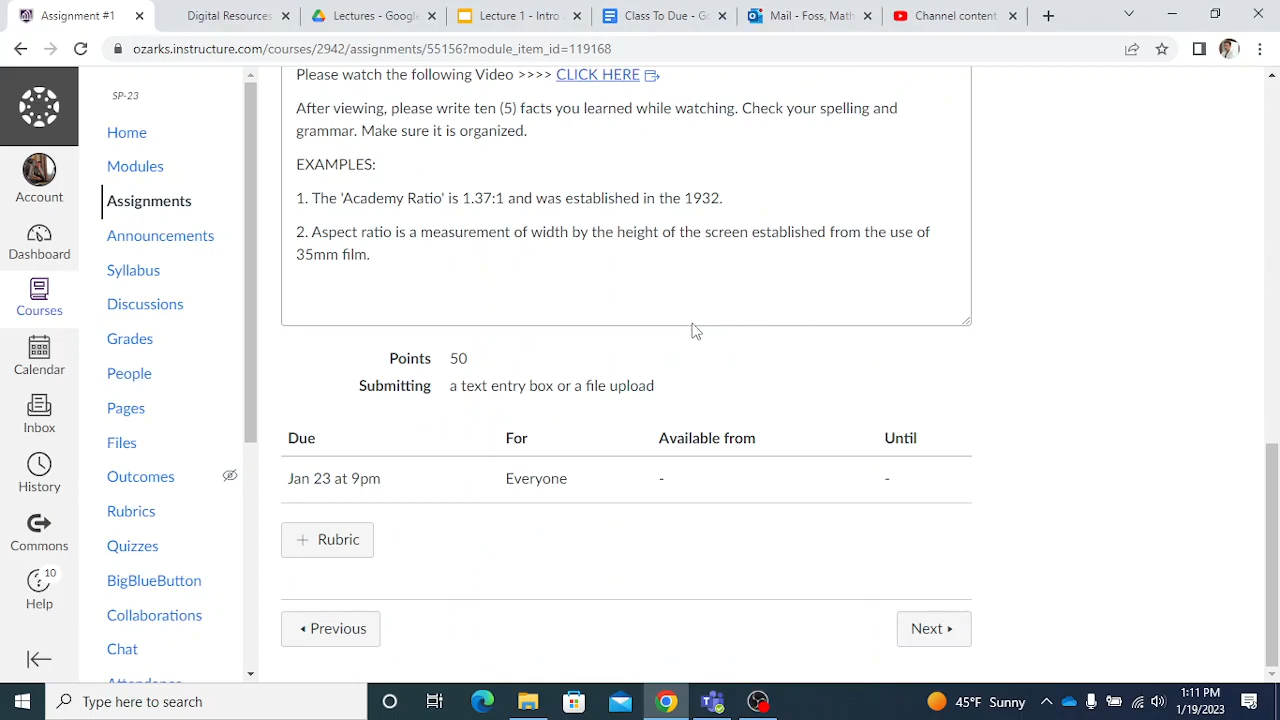 Assignment #1
Digital Resources
Lectures - Google
Lecture 1 - Intro
Class To Due - G
Mail - Foss, Math
Channel content
ozarks.instructure.com/courses/2942/assignments/55156?module_item_id=119168
Account
Dashboard
Courses
Calendar
Inbox
History
Commons
10
Help
SP-23
Home
Modules
Assignments
Announcements
Syllabus
Discussions
Grades
People
Pages
Files
Outcomes
Rubrics
Quizzes
BigBlueButton
Collaborations
Chat
Attendance
Please watch the following Video >>>> CLICK HERE
After viewing, please write ten (5) facts you learned while watching. Check your spelling and
grammar. Make sure it is organized.
EXAMPLES:
1. The 'Academy Ratio' is 1.37:1 and was established in the 1932.
2. Aspect ratio is a measurement of width by the height of the screen established from the use of
35mm film.
Points 50
Submitting a text entry box or a file upload
Due For Available from Until
Jan 23 at 9pm Everyone - -
+ Rubric
Previous
Next
Type here to search
45°F Sunny
1:11 PM
1/19/2023